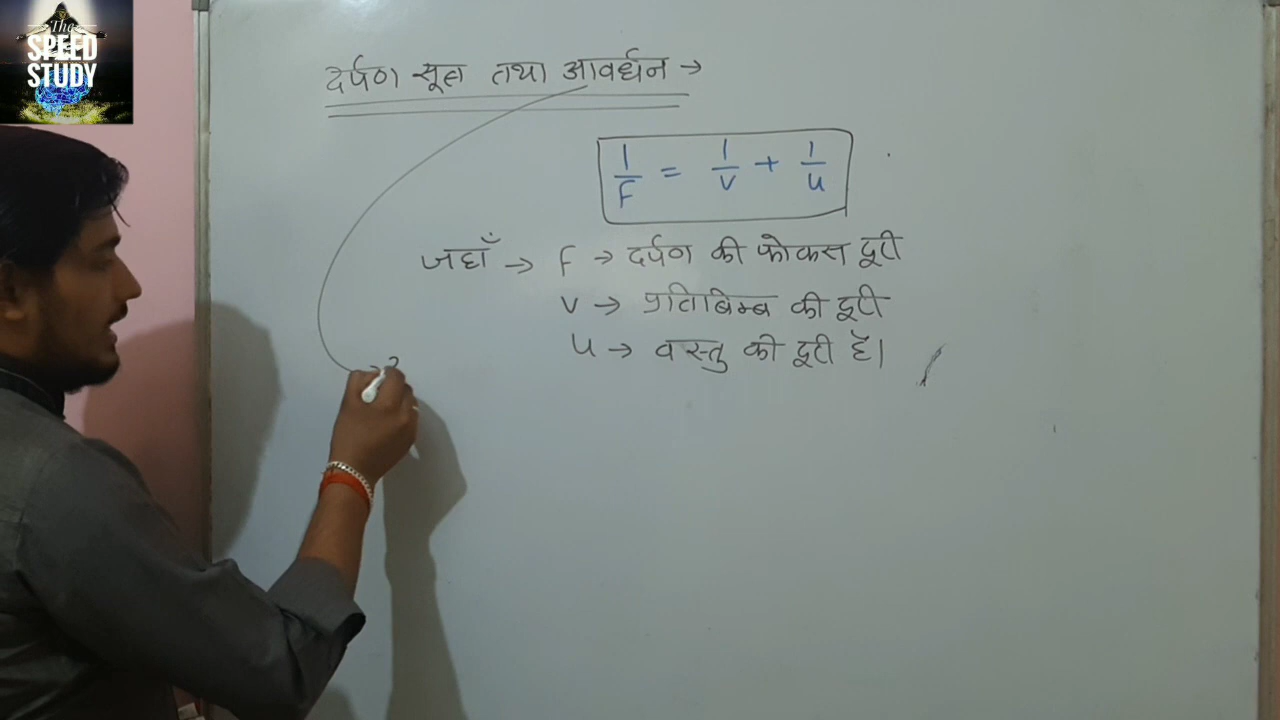 The
SPEED
STUDY
दर्पण सूत्र तथा आवर्धन →
1/F = 1/v + 1/u
जहाँ → F → दर्पण की फोकस दूरी
v → प्रतिबिम्ब की दूरी
u → वस्तु की दूरी है।